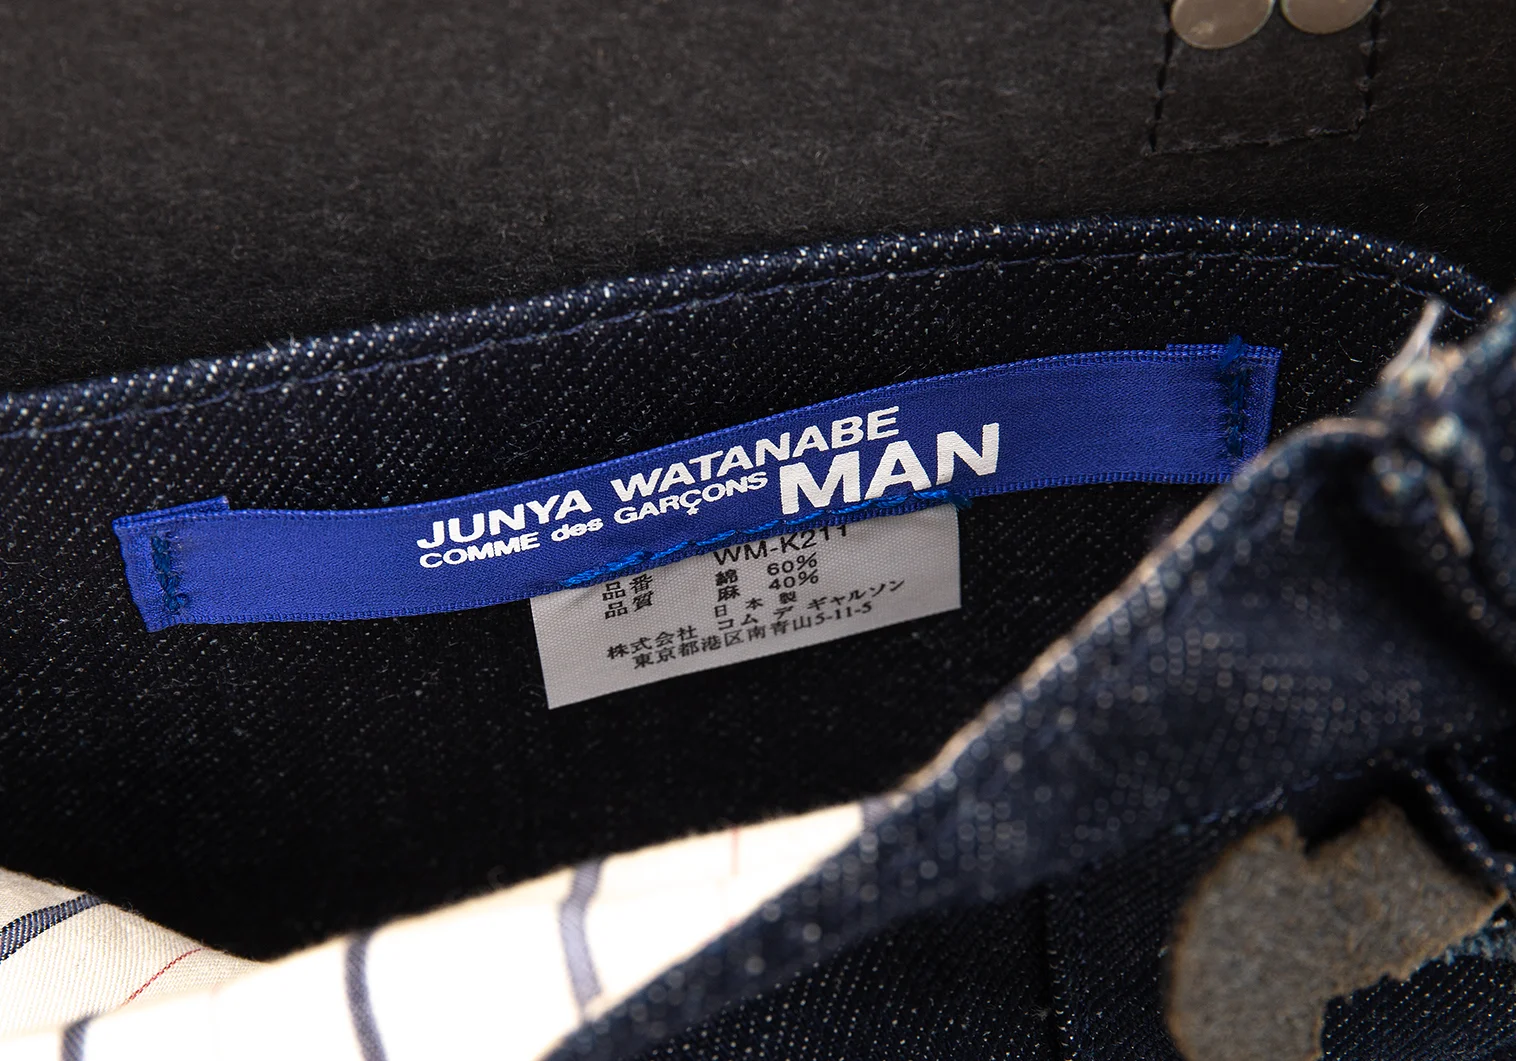 JUNYA WATANABE
COMME des GARÇONS MAN
品番 WM-K211
品質 綿 60%
麻 40%
日本製
株式会社 コム デ ギャルソン
東京都港区南青山5-11-5